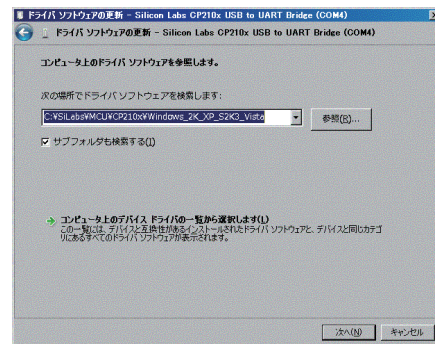 ドライバ ソフトウェアの更新 - Silicon Labs CP210x USB to UART Bridge (COM4)
ドライバ ソフトウェアの更新 - Silicon Labs CP210x USB to UART Bridge (COM4)
コンピュータ上のドライバ ソフトウェアを参照します。
次の場所でドライバ ソフトウェアを検索します:
C:¥SiLabs¥MCU¥CP210x¥Windows_2K_XP_S2K3_Vista
参照(R)...
サブフォルダも検索する(I)
コンピュータ上のデバイス ドライバの一覧から選択します(L)
この一覧には、デバイスと互換性があるインストールされたドライバ ソフトウェアと、デバイスと同じカテゴ
リにあるすべてのドライバ ソフトウェアが表示されます。
次へ(N)
キャンセル